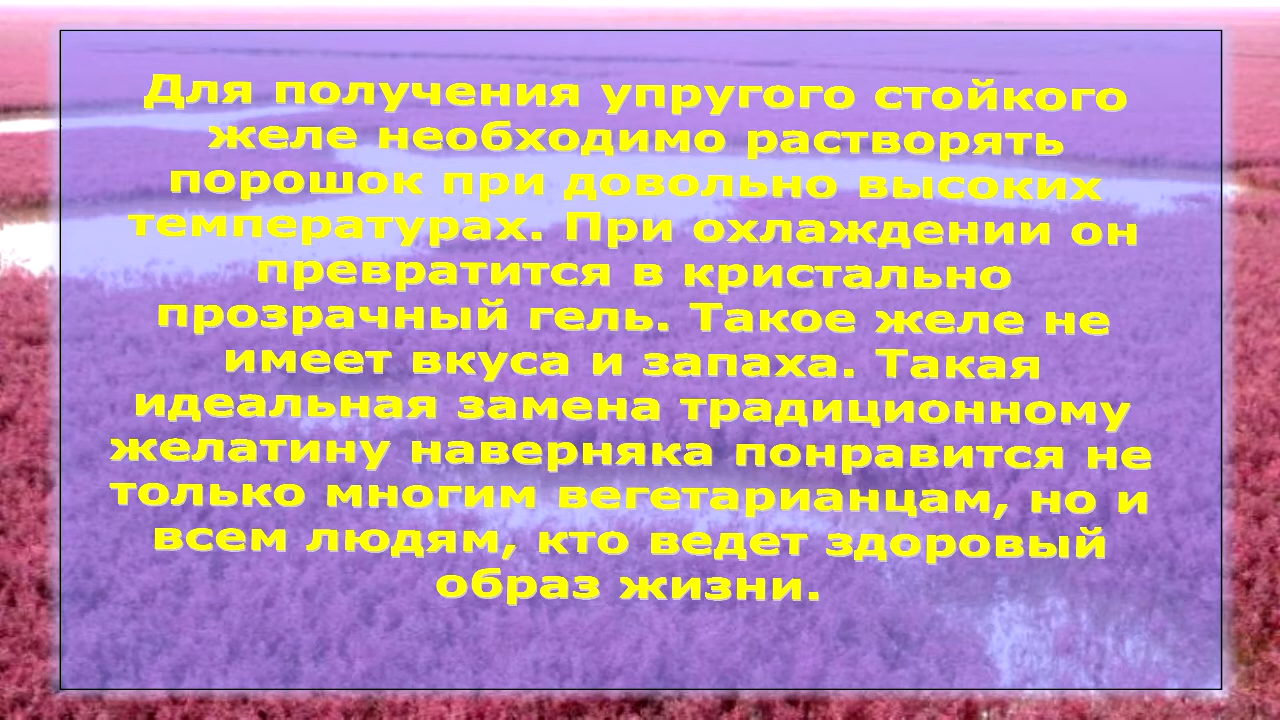 Для получения упругого стойкого
желе необходимо растворять
порошок при довольно высоких
температурах. При охлаждении он
превратится в кристально
прозрачный гель. Такое желе не
имеет вкуса и запаха. Такая
идеальная замена традиционному
желатину наверняка понравится не
только многим вегетарианцам, но и
всем людям, кто ведет здоровый
образ жизни.